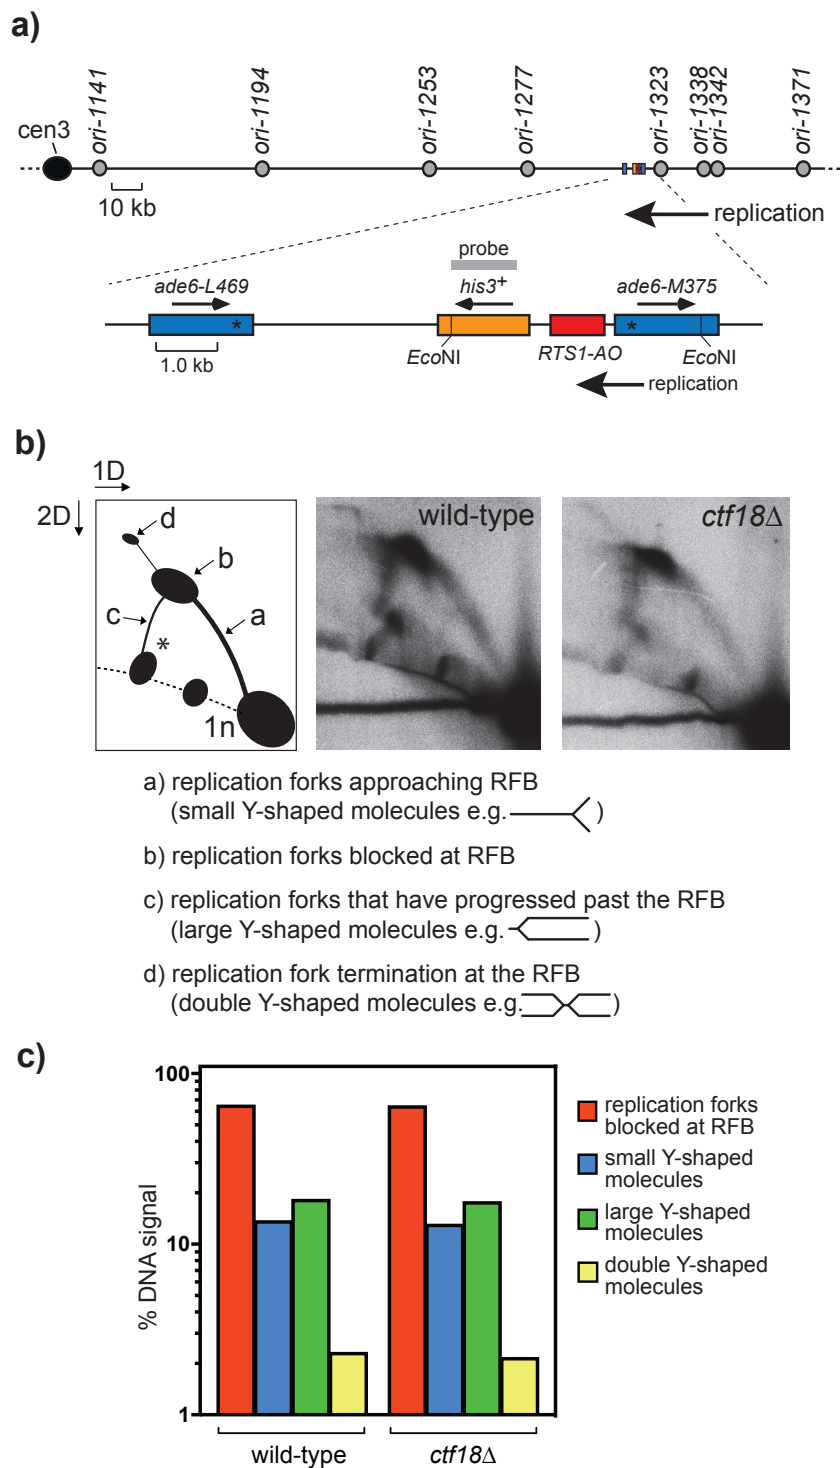 a)
cen3
ori-1141
ori-1194
ori-1253
ori-1277
ori-1323
ori-1338
ori-1342
ori-1371
10 kb
replication
probe
ade6-L469
his3+
ade6-M375
*
*
EcoNI
RTS1-AO
EcoNI
1.0 kb
replication
b)
1D
2D
d
b
c
a
*
1n
wild-type
ctf18Δ
a) replication forks approaching RFB
(small Y-shaped molecules e.g. )
b) replication forks blocked at RFB
c) replication forks that have progressed past the RFB
(large Y-shaped molecules e.g. )
d) replication fork termination at the RFB
(double Y-shaped molecules e.g. )
c)
% DNA signal
100
10
1
wild-type
ctf18Δ
replication forks
blocked at RFB
small Y-shaped
molecules
large Y-shaped
molecules
double Y-shaped
molecules